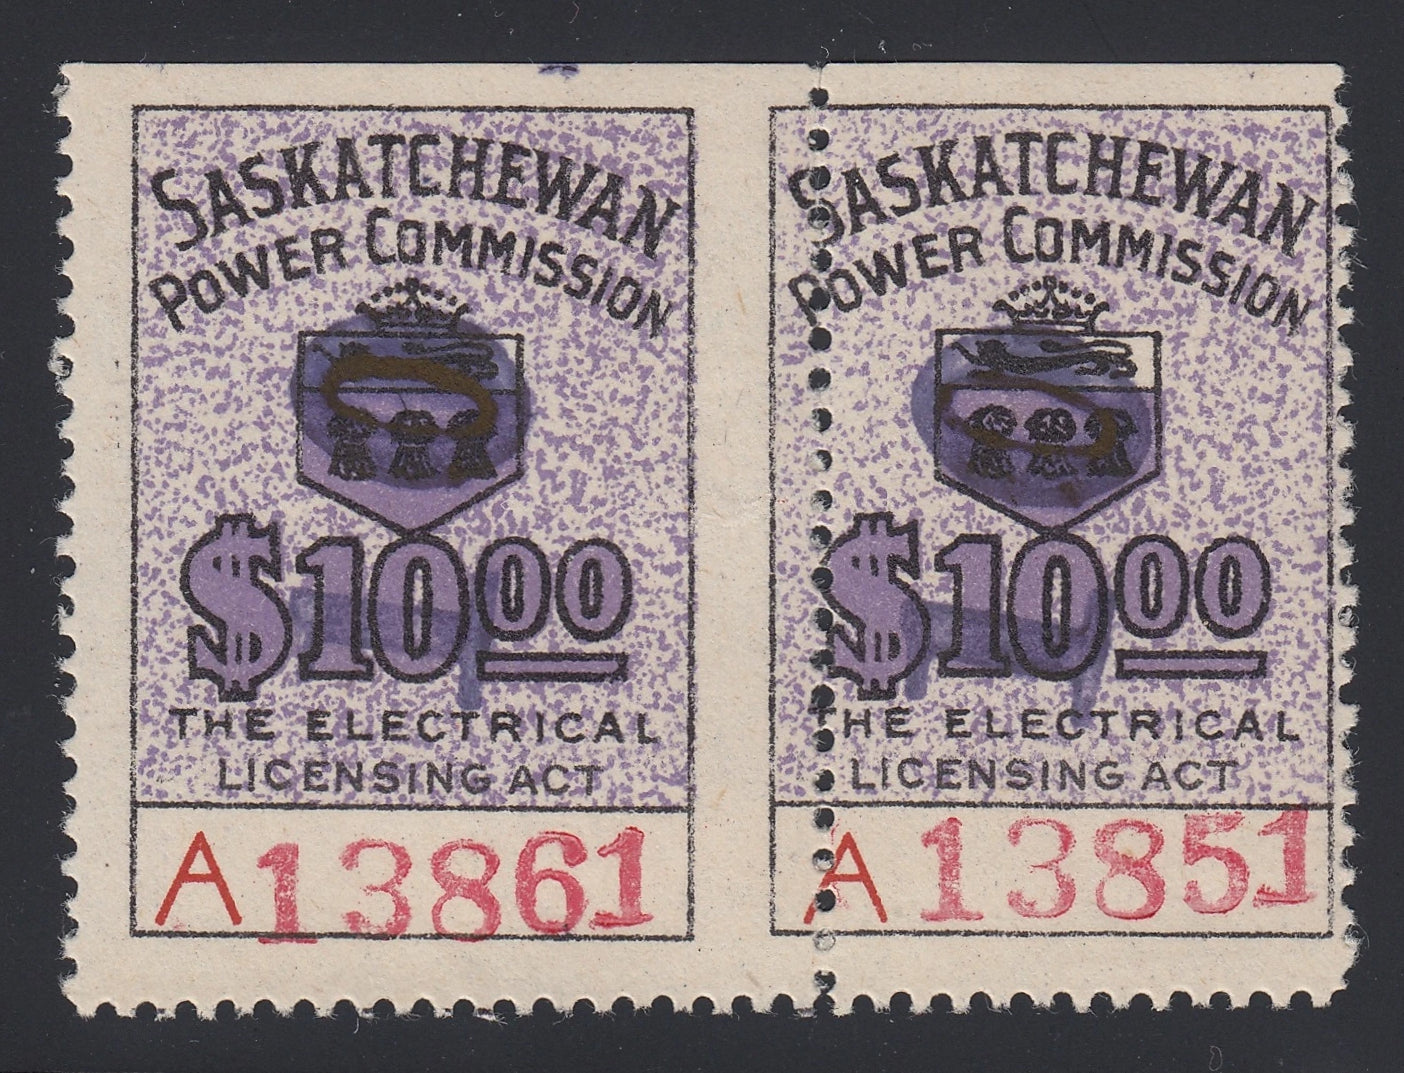 SASKATCHEWAN
POWER COMMISSION
$10.00
THE ELECTRICAL
LICENSING ACT
A 13861
SASKATCHEWAN
POWER COMMISSION
$10.00
THE ELECTRICAL
LICENSING ACT
A 13851